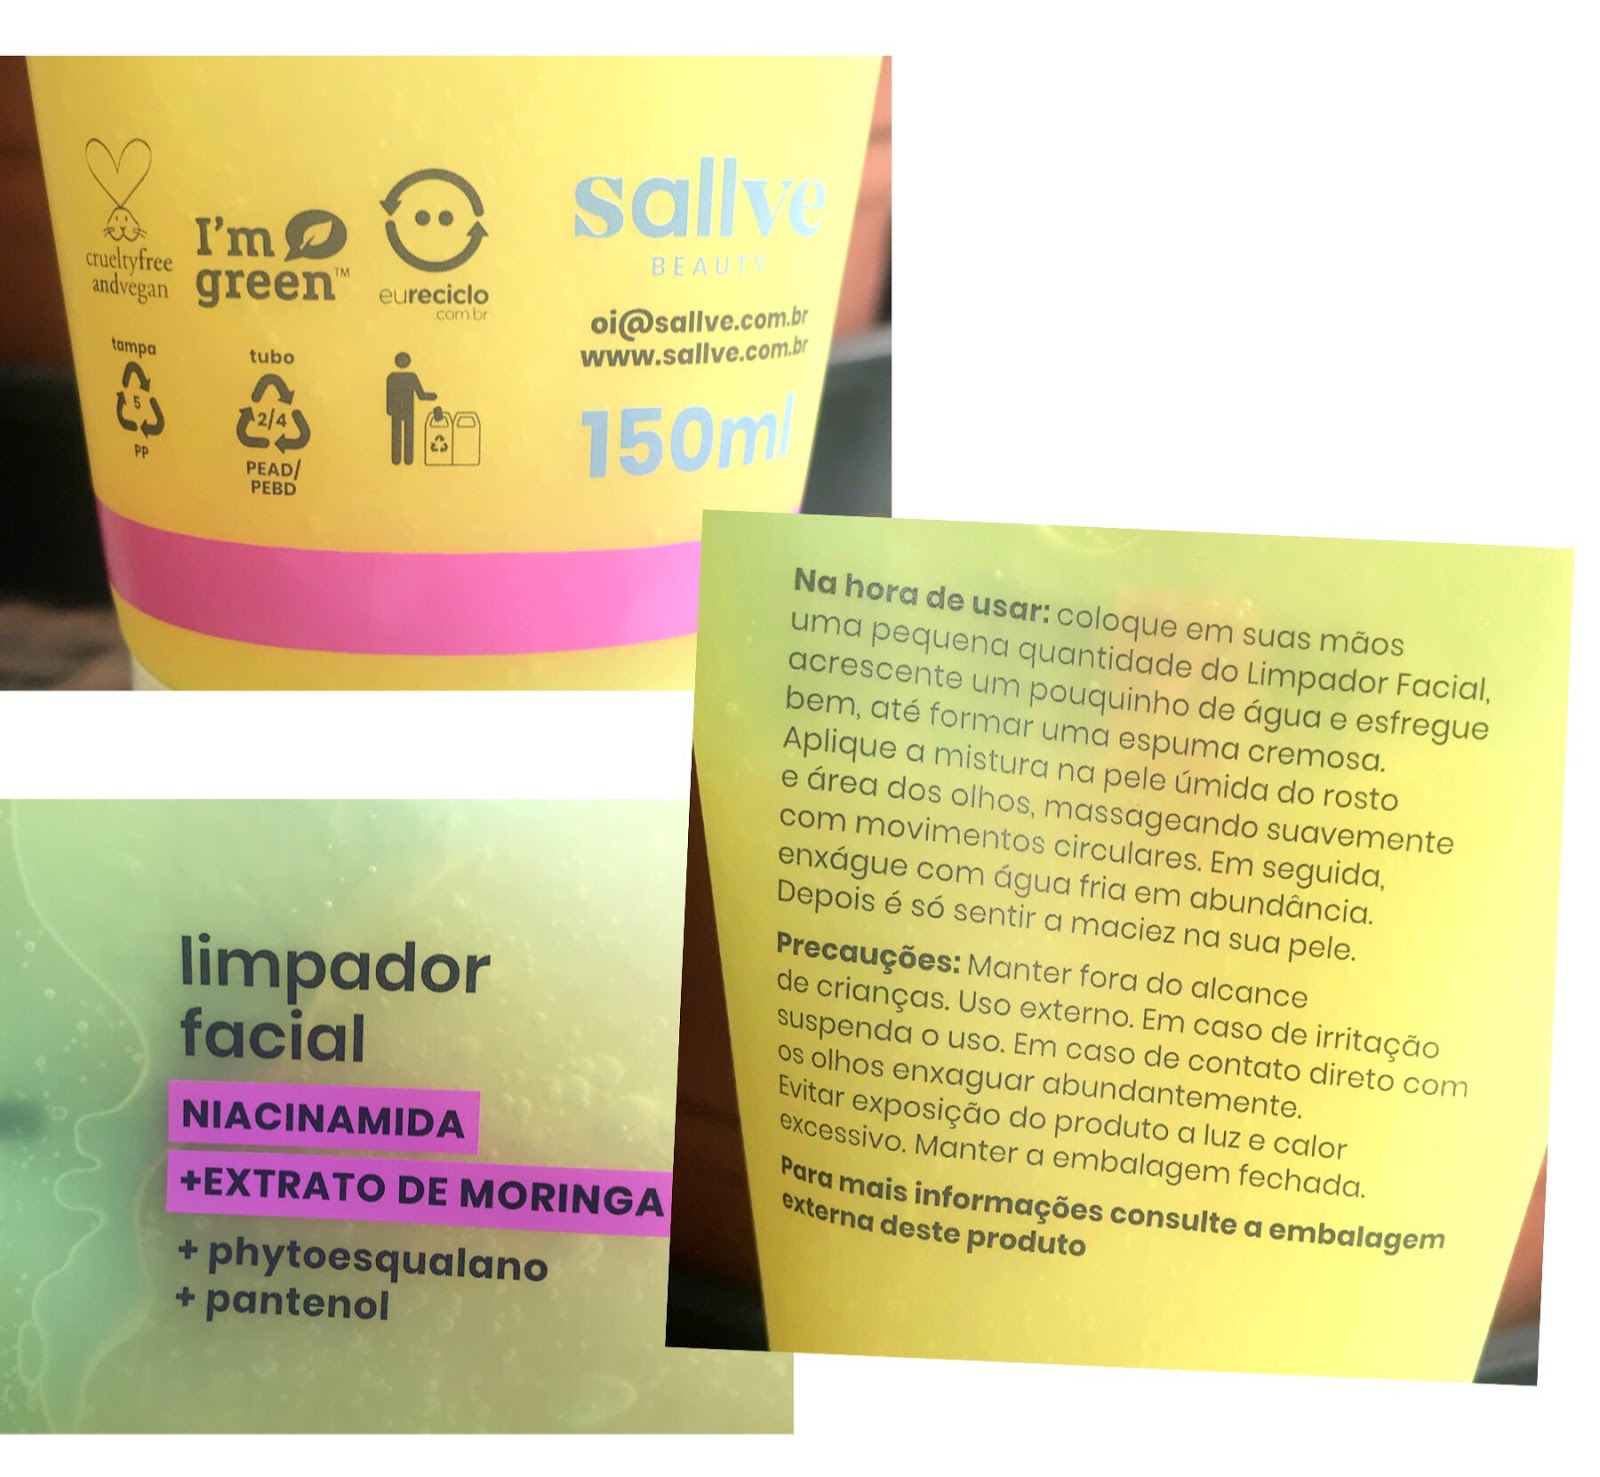 crueltyfree
andvegan
I'm
green™
eureciclo
.com.br
tampa
5
PP
tubo
2/4
PEAD/
PEBD
sallve
BEAUTY
oi@sallve.com.br
www.sallve.com.br
150ml
limpador
facial
NIACINAMIDA
+EXTRATO DE MORINGA
+ phytoesqualano
+ pantenol
Na hora de usar: coloque em suas mãos
uma pequena quantidade do Limpador Facial,
acrescente um pouquinho de água e esfregue
bem, até formar uma espuma cremosa.
Aplique a mistura na pele úmida do rosto
e área dos olhos, massageando suavemente
com movimentos circulares. Em seguida,
enxágue com água fria em abundância.
Depois é só sentir a maciez na sua pele.
Precauções: Manter fora do alcance
de crianças. Uso externo. Em caso de irritação
suspenda o uso. Em caso de contato direto com
os olhos enxaguar abundantemente.
Evitar exposição do produto a luz e calor
excessivo. Manter a embalagem fechada.
Para mais informações consulte a embalagem
externa deste produto